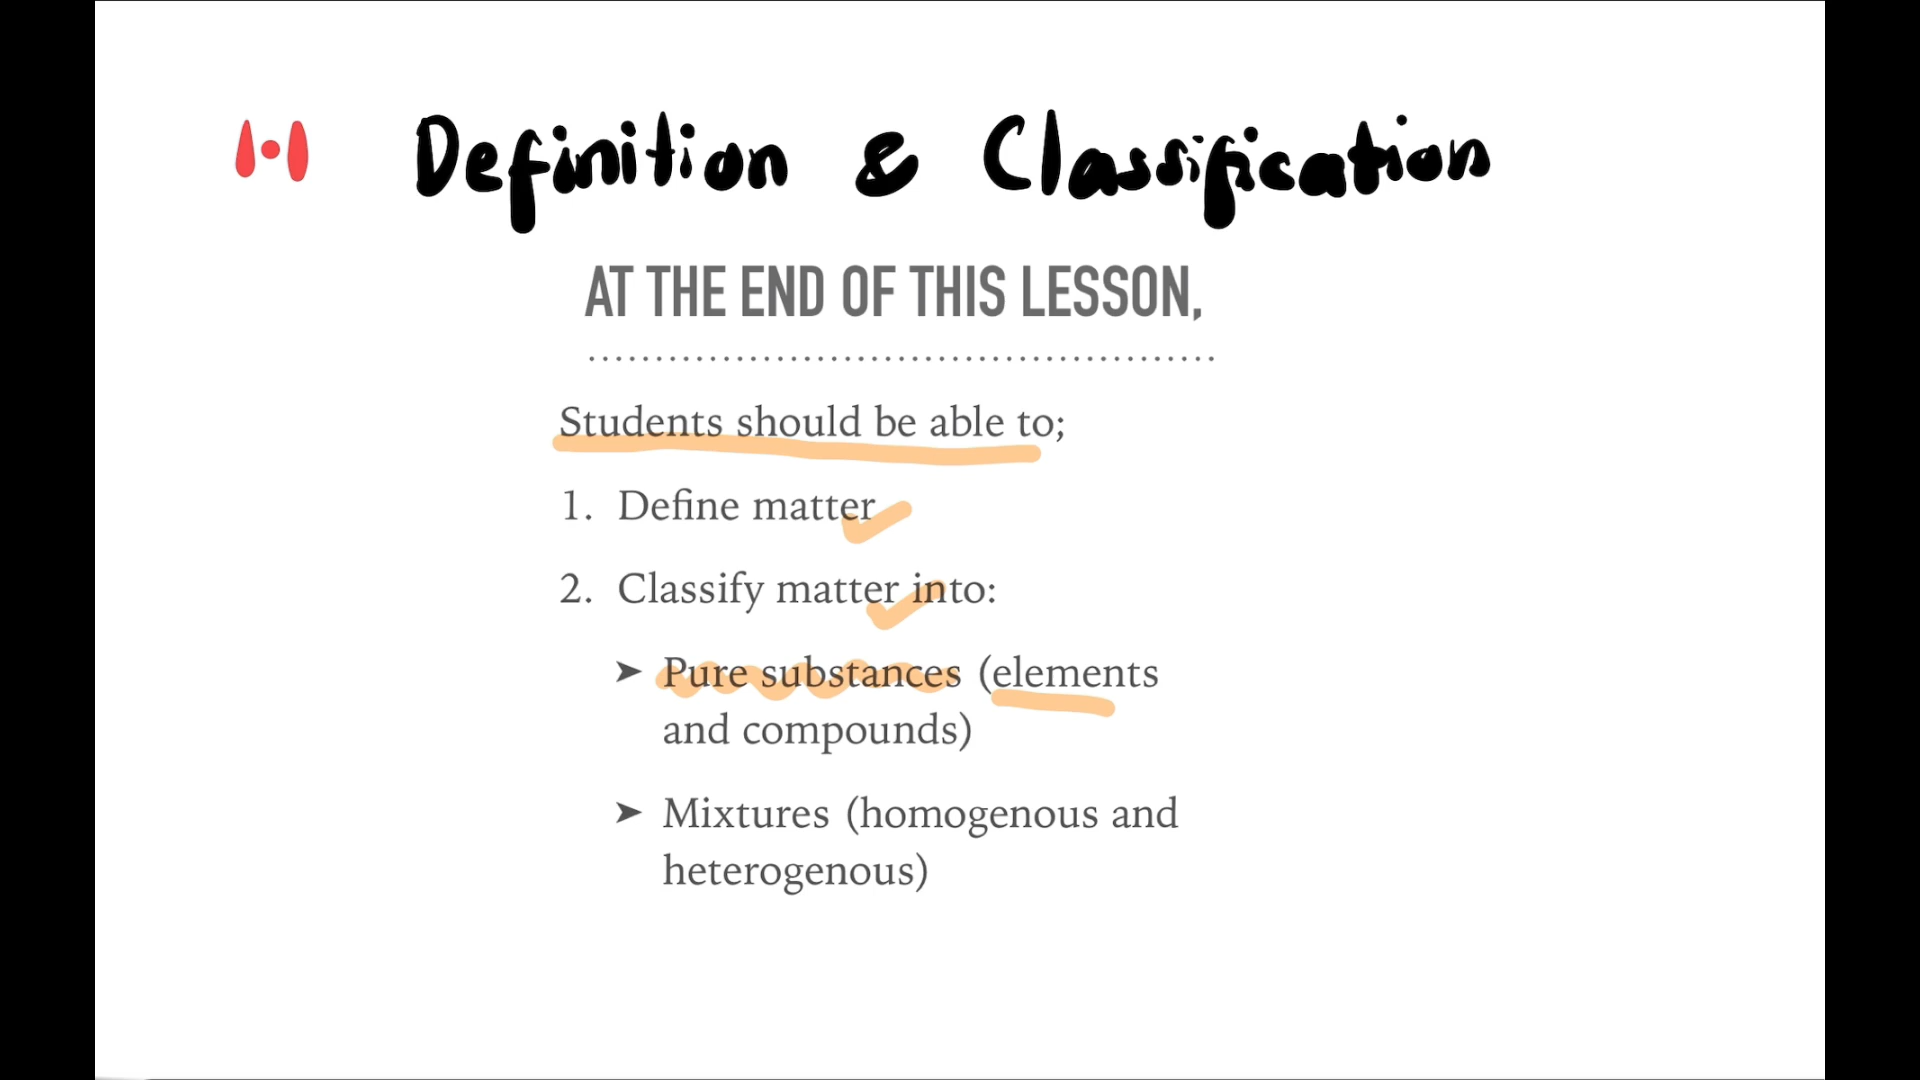 1.1 Definition & Classification
AT THE END OF THIS LESSON,
Students should be able to;
1. Define matter
2. Classify matter into:
➤ Pure substances (elements
and compounds)
➤ Mixtures (homogenous and
heterogenous)